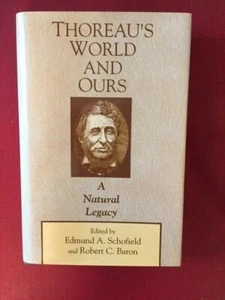 THOREAU'S
WORLD
AND
OURS
A
Natural
Legacy
Edited by
Edmund A. Schofield
and Robert C. Baron